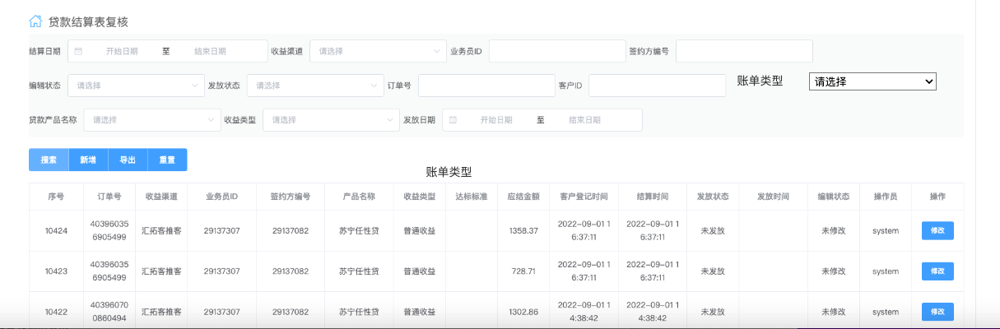 贷款结算表复核
结算日期 开始日期 至 结束日期 收益渠道 请选择 业务员ID 签约方编号
编辑状态 请选择 发放状态 请选择 订单号 客户ID 账单类型 请选择
贷款产品名称 请选择 收益类型 请选择 发放日期 开始日期 至 结束日期
搜索 新增 导出 重置
账单类型
序号 订单号 收益渠道 业务员ID 签约方编号 产品名称 收益类型 达标标准 应结金额 客户登记时间 结算时间 发放状态 发放时间 编辑状态 操作员 操作
10424 403960356905499 汇拓客推客 29137307 29137082 苏宁任性贷 普通收益 1358.37 2022-09-01 16:37:11 2022-09-01 16:37:11 未发放 未修改 system 修改
10423 403960356905499 汇拓客推客 29137307 29137082 苏宁任性贷 普通收益 728.71 2022-09-01 16:37:11 2022-09-01 16:37:11 未发放 未修改 system 修改
10422 403960700860494 汇拓客推客 29137307 29137082 苏宁任性贷 普通收益 1302.86 2022-09-01 14:38:42 2022-09-01 14:38:42 未发放 未修改 system 修改